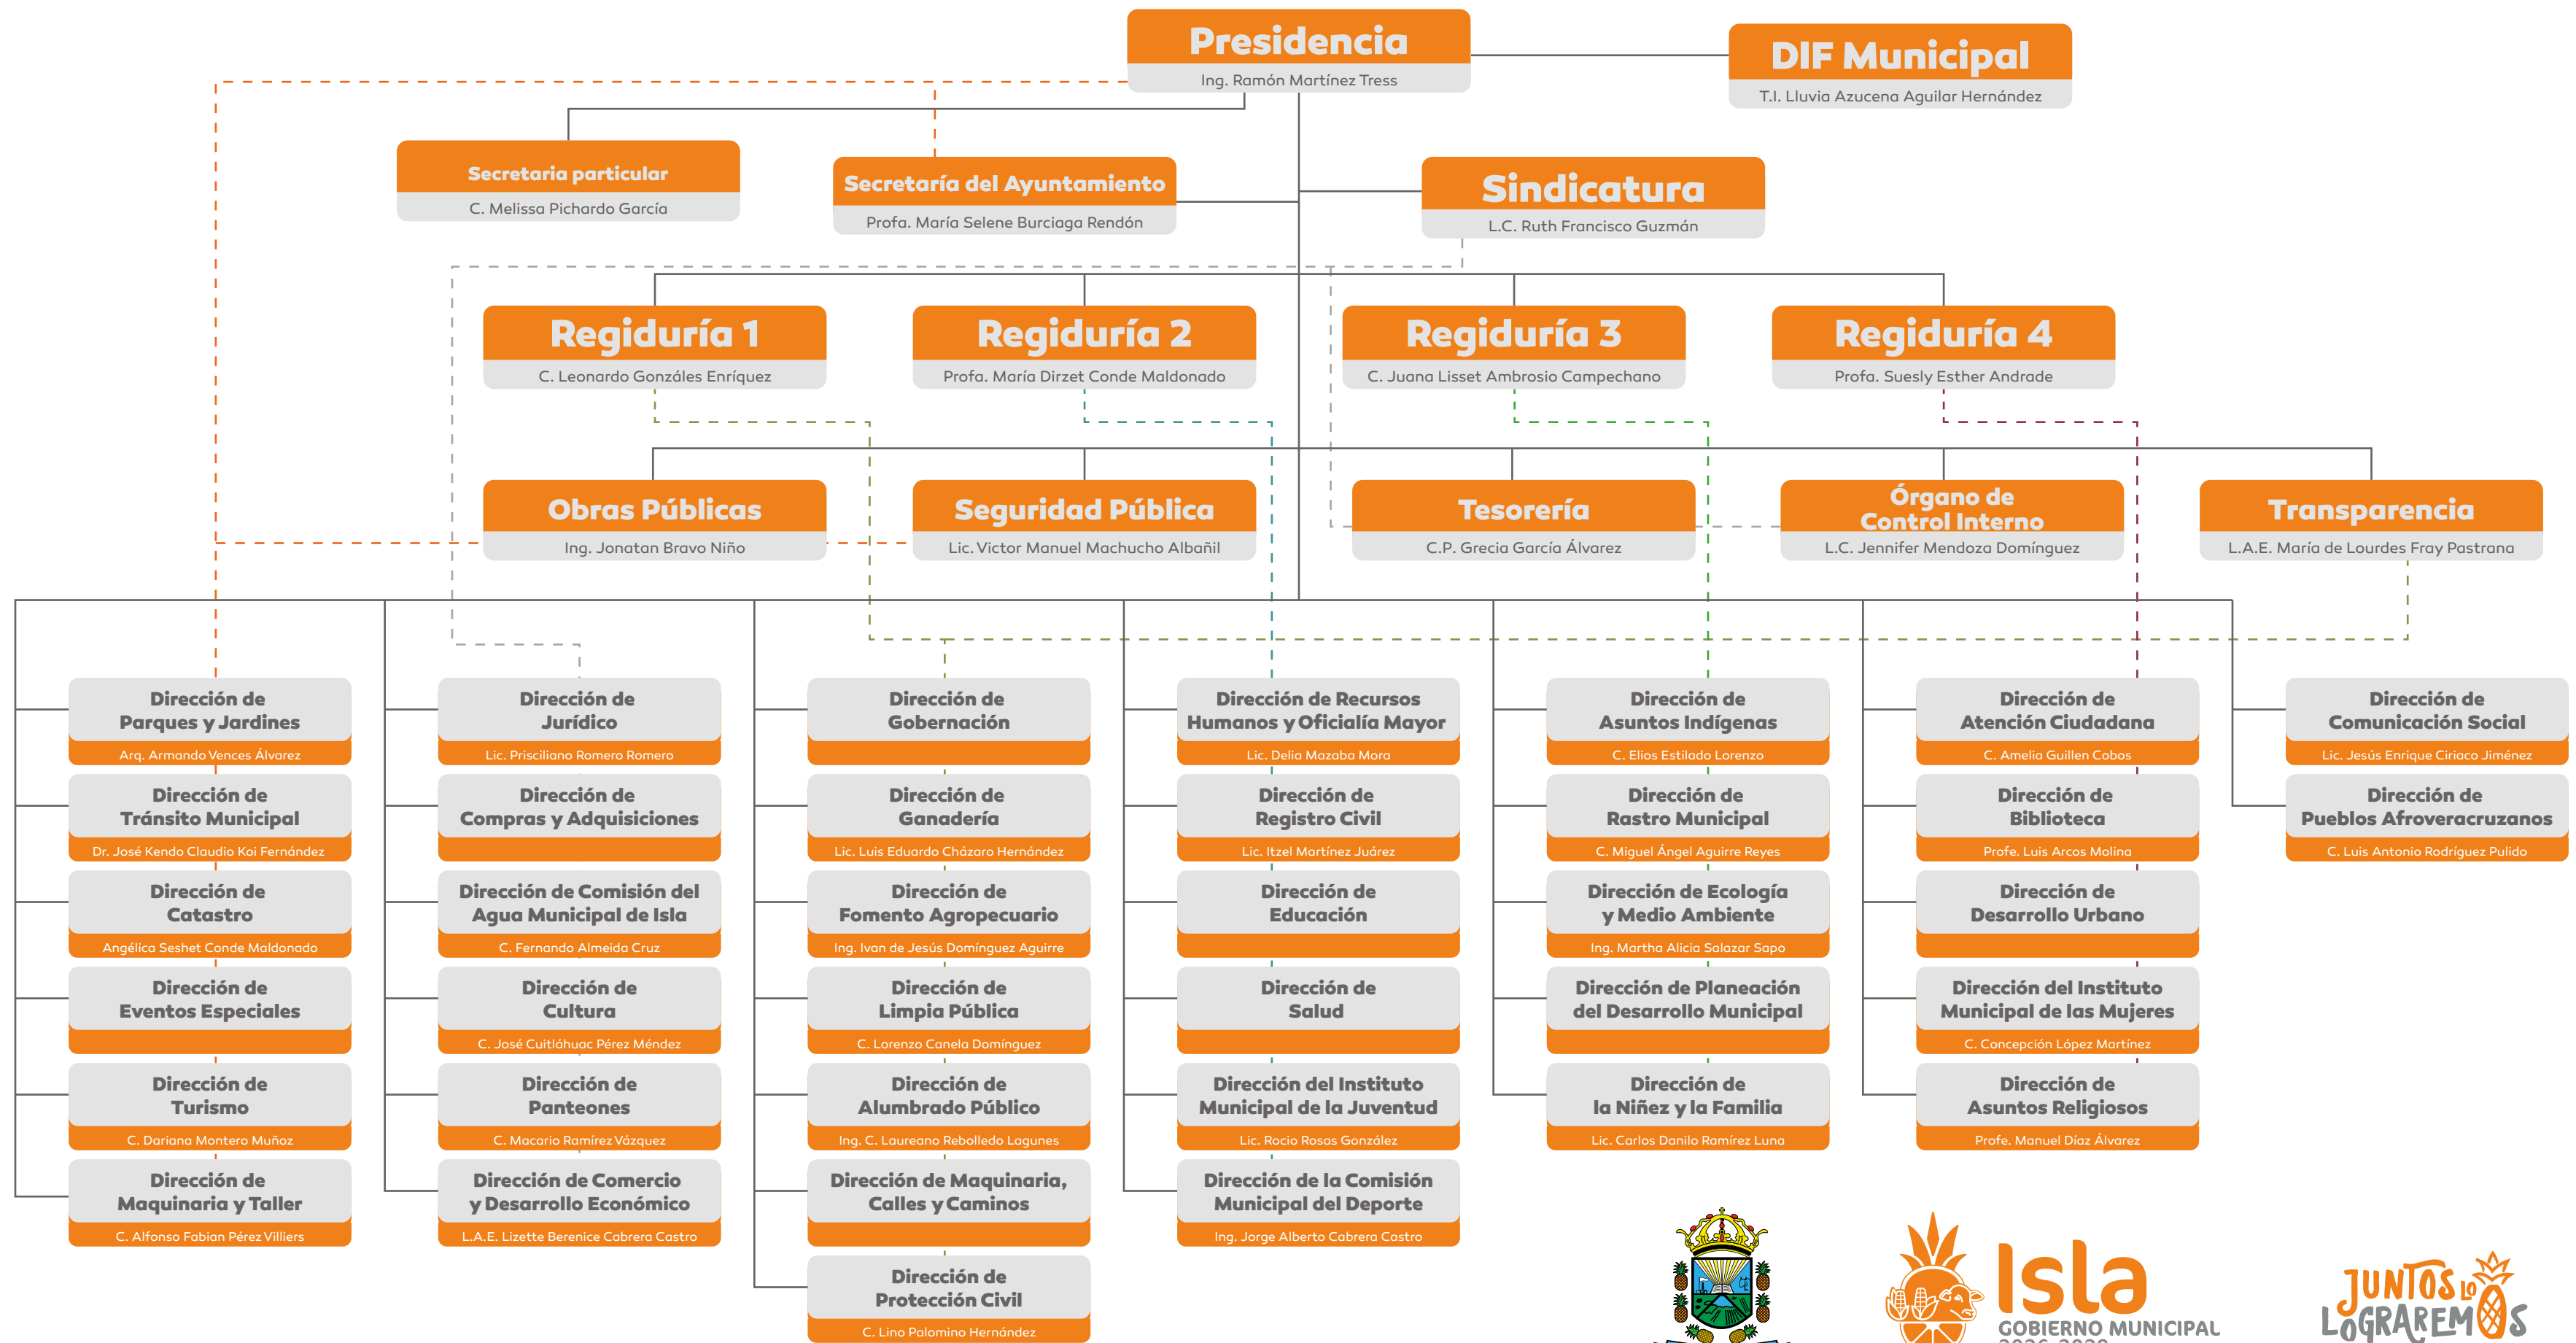 Presidencia
Ing. Ramón Martínez Tress
DIF Municipal
T.I. Lluvia Azucena Aguilar Hernández
Secretaria particular
C. Melissa Pichardo García
Secretaría del Ayuntamiento
Profa. María Selene Burciaga Rendón
Sindicatura
L.C. Ruth Francisco Guzmán
Regiduría 1
C. Leonardo Gonzáles Enríquez
Regiduría 2
Profa. María Dirzet Conde Maldonado
Regiduría 3
C. Juana Lisset Ambrosio Campechano
Regiduría 4
Profa. Suesly Esther Andrade
Obras Públicas
Ing. Jonatan Bravo Niño
Seguridad Pública
Lic. Victor Manuel Machucho Albañil
Tesorería
C.P. Grecia García Álvarez
Órgano de
Control Interno
L.C. Jennifer Mendoza Domínguez
Transparencia
L.A.E. María de Lourdes Fray Pastrana
Dirección de
Parques y Jardines
Arq. Armando Vences Álvarez
Dirección de
Tránsito Municipal
Dr. José Kendo Claudio Koi Fernández
Dirección de
Catastro
Angélica Seshet Conde Maldonado
Dirección de
Eventos Especiales
Dirección de
Turismo
C. Dariana Montero Muñoz
Dirección de
Maquinaria y Taller
C. Alfonso Fabian Pérez Villiers
Dirección de
Jurídico
Lic. Prisciliano Romero Romero
Dirección de
Compras y Adquisiciones
Dirección de Comisión del
Agua Municipal de Isla
C. Fernando Almeida Cruz
Dirección de
Cultura
C. José Cuitláhuac Pérez Méndez
Dirección de
Panteones
C. Macario Ramírez Vázquez
Dirección de Comercio
y Desarrollo Económico
L.A.E. Lizette Berenice Cabrera Castro
Dirección de
Gobernación
Dirección de
Ganadería
Lic. Luis Eduardo Cházaro Hernández
Dirección de
Fomento Agropecuario
Ing. Ivan de Jesús Domínguez Aguirre
Dirección de
Limpia Pública
C. Lorenzo Canela Domínguez
Dirección de
Alumbrado Público
Ing. C. Laureano Rebolledo Lagunes
Dirección de Maquinaria,
Calles y Caminos
Dirección de
Protección Civil
C. Lino Palomino Hernández
Dirección de Recursos
Humanos y Oficialía Mayor
Lic. Delia Mazaba Mora
Dirección de
Registro Civil
Lic. Itzel Martínez Juárez
Dirección de
Educación
Dirección de
Salud
Dirección del Instituto
Municipal de la Juventud
Lic. Rocio Rosas González
Dirección de la Comisión
Municipal del Deporte
Ing. Jorge Alberto Cabrera Castro
Dirección de
Asuntos Indígenas
C. Elios Estilado Lorenzo
Dirección de
Rastro Municipal
C. Miguel Ángel Aguirre Reyes
Dirección de Ecología
y Medio Ambiente
Ing. Martha Alicia Salazar Sapo
Dirección de Planeación
del Desarrollo Municipal
Dirección de
la Niñez y la Familia
Lic. Carlos Danilo Ramírez Luna
Dirección de
Atención Ciudadana
C. Amelia Guillen Cobos
Dirección de
Biblioteca
Profe. Luis Arcos Molina
Dirección de
Desarrollo Urbano
Dirección del Instituto
Municipal de las Mujeres
C. Concepción López Martínez
Dirección de
Asuntos Religiosos
Profe. Manuel Díaz Álvarez
Dirección de
Comunicación Social
Lic. Jesús Enrique Ciriaco Jiménez
Dirección de
Pueblos Afroveracruzanos
C. Luis Antonio Rodríguez Pulido
Isla
GOBIERNO MUNICIPAL
JUNTOS LO
LOGRAREMOS